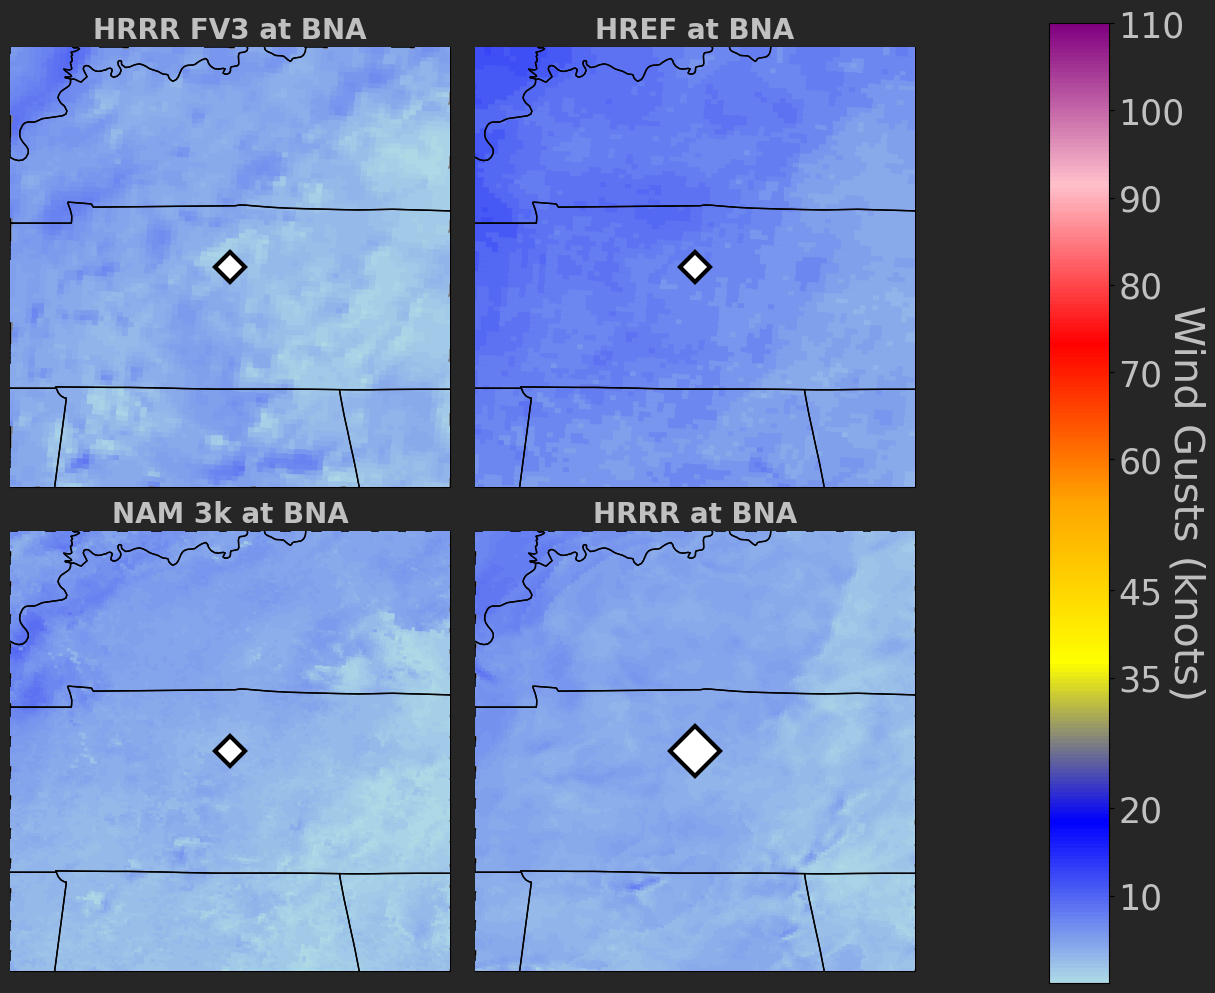 HRRR FV3 at BNA
HREF at BNA
NAM 3k at BNA
HRRR at BNA
110
100
90
80
70
60
45
35
20
10
Wind Gusts (knots)